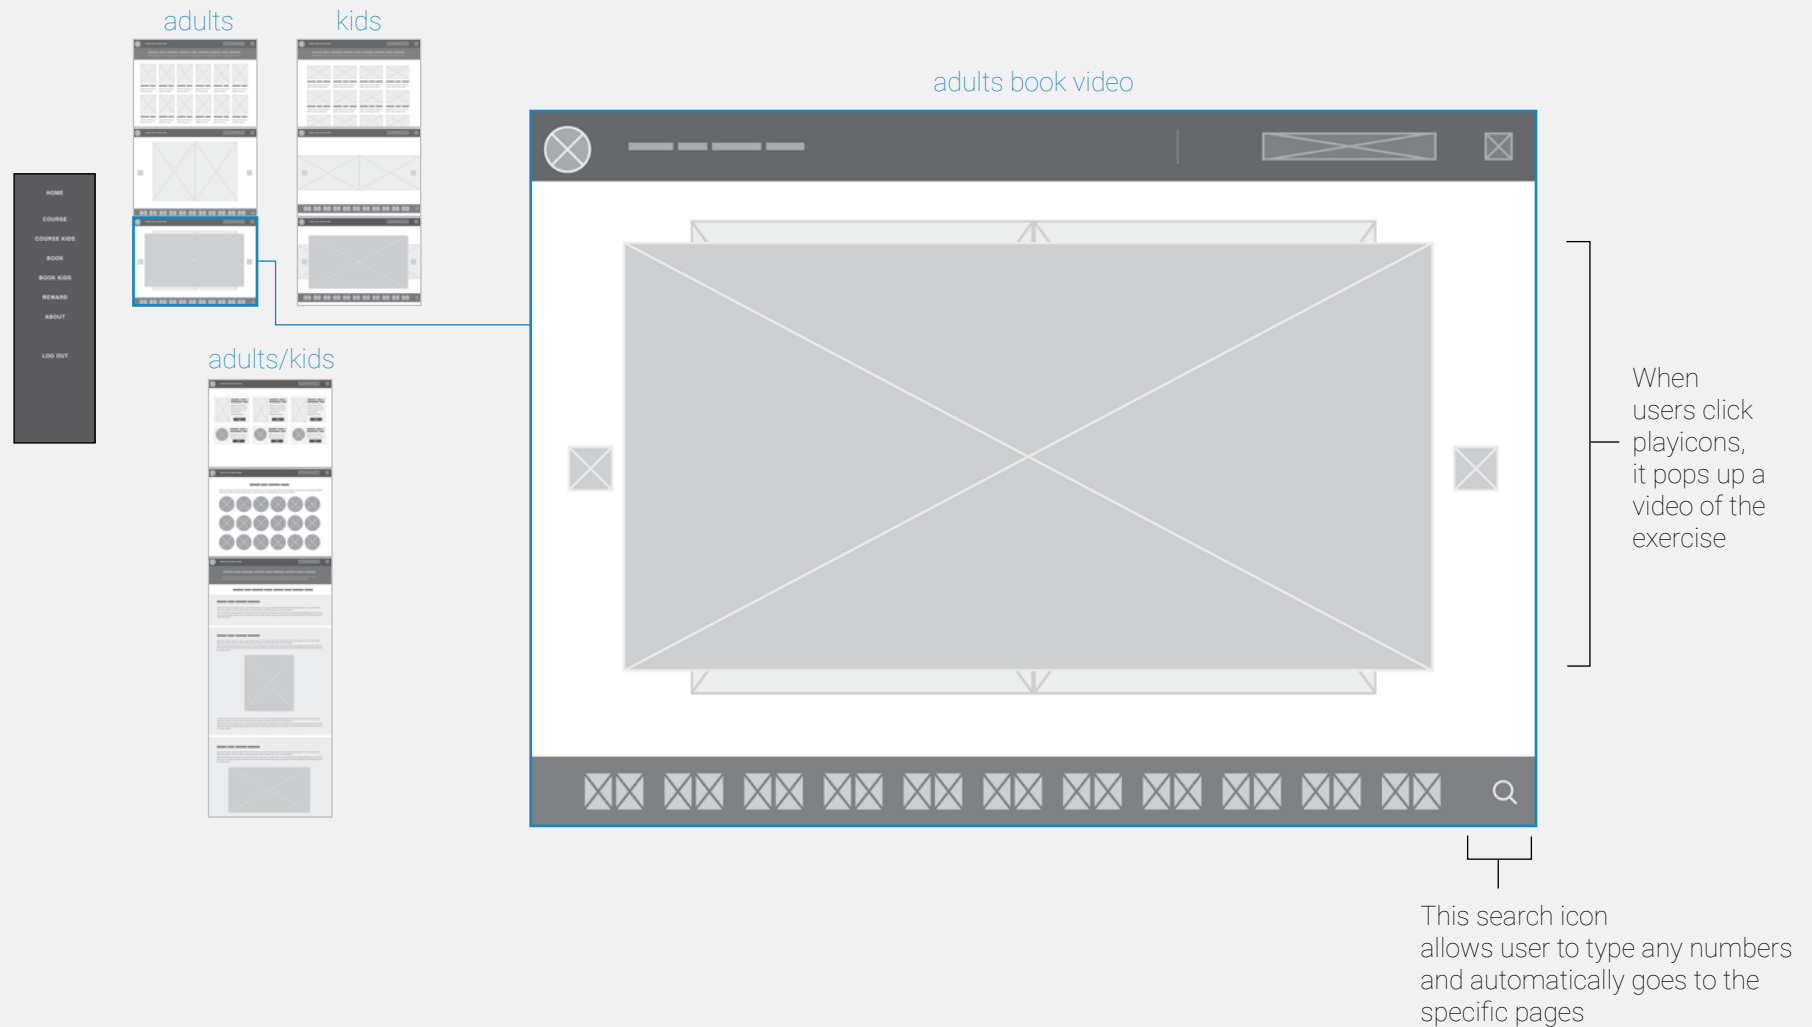 adults
kids
adults book video
HOME
COURSE
COURSE KIDS
BOOK
BOOK KIDS
REWARD
ABOUT
LOG OUT
adults/kids
When
users click
playicons,
it pops up a
video of the
exercise
This search icon
allows user to type any numbers
and automatically goes to the
specific pages